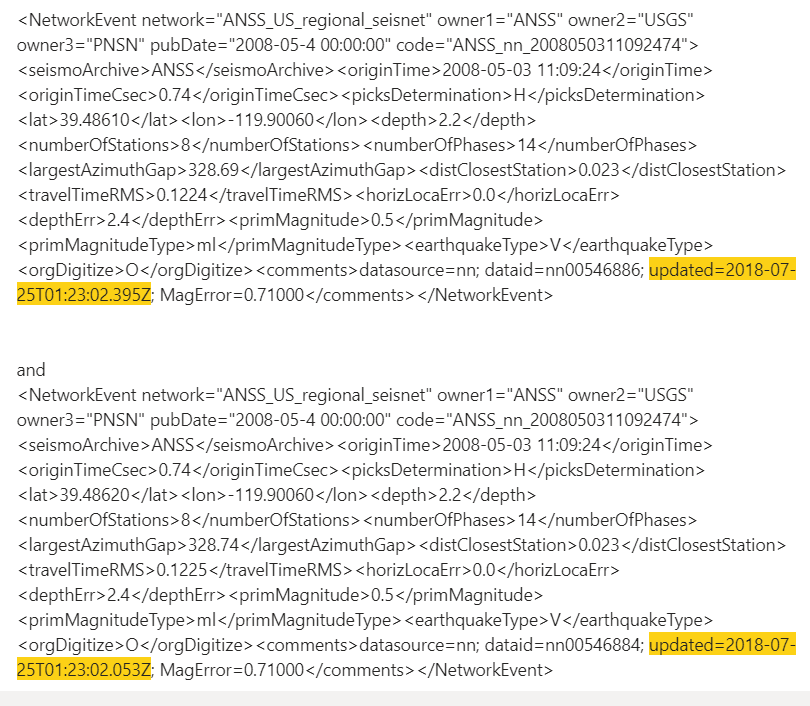 <NetworkEvent network="ANSS_US_regional_seisnet" owner1="ANSS" owner2="USGS"
owner3="PNSN" pubDate="2008-05-4 00:00:00" code="ANSS_nn_2008050311092474">
<seismoArchive>ANSS</seismoArchive><originTime>2008-05-03 11:09:24</originTime>
<originTimeCsec>0.74</originTimeCsec><picksDetermination>H</picksDetermination>
<lat>39.48610</lat><lon>-119.90060</lon><depth>2.2</depth>
<numberOfStations>8</numberOfStations><numberOfPhases>14</numberOfPhases>
<largestAzimuthGap>328.69</largestAzimuthGap><distClosestStation>0.023</distClosestStation>
<travelTimeRMS>0.1224</travelTimeRMS><horizLocaErr>0.0</horizLocaErr>
<depthErr>2.4</depthErr><primMagnitude>0.5</primMagnitude>
<primMagnitudeType>ml</primMagnitudeType><earthquakeType>V</earthquakeType>
<orgDigitize>O</orgDigitize><comments>datasource=nn; dataid=nn00546886; updated=2018-07-
25T01:23:02.395Z; MagError=0.71000</comments></NetworkEvent>
and
<NetworkEvent network="ANSS_US_regional_seisnet" owner1="ANSS" owner2="USGS"
owner3="PNSN" pubDate="2008-05-4 00:00:00" code="ANSS_nn_2008050311092474">
<seismoArchive>ANSS</seismoArchive><originTime>2008-05-03 11:09:24</originTime>
<originTimeCsec>0.74</originTimeCsec><picksDetermination>H</picksDetermination>
<lat>39.48620</lat><lon>-119.90060</lon><depth>2.2</depth>
<numberOfStations>8</numberOfStations><numberOfPhases>14</numberOfPhases>
<largestAzimuthGap>328.74</largestAzimuthGap><distClosestStation>0.023</distClosestStation>
<travelTimeRMS>0.1225</travelTimeRMS><horizLocaErr>0.0</horizLocaErr>
<depthErr>2.4</depthErr><primMagnitude>0.5</primMagnitude>
<primMagnitudeType>ml</primMagnitudeType><earthquakeType>V</earthquakeType>
<orgDigitize>O</orgDigitize><comments>datasource=nn; dataid=nn00546884; updated=2018-07-
25T01:23:02.053Z; MagError=0.71000</comments></NetworkEvent>